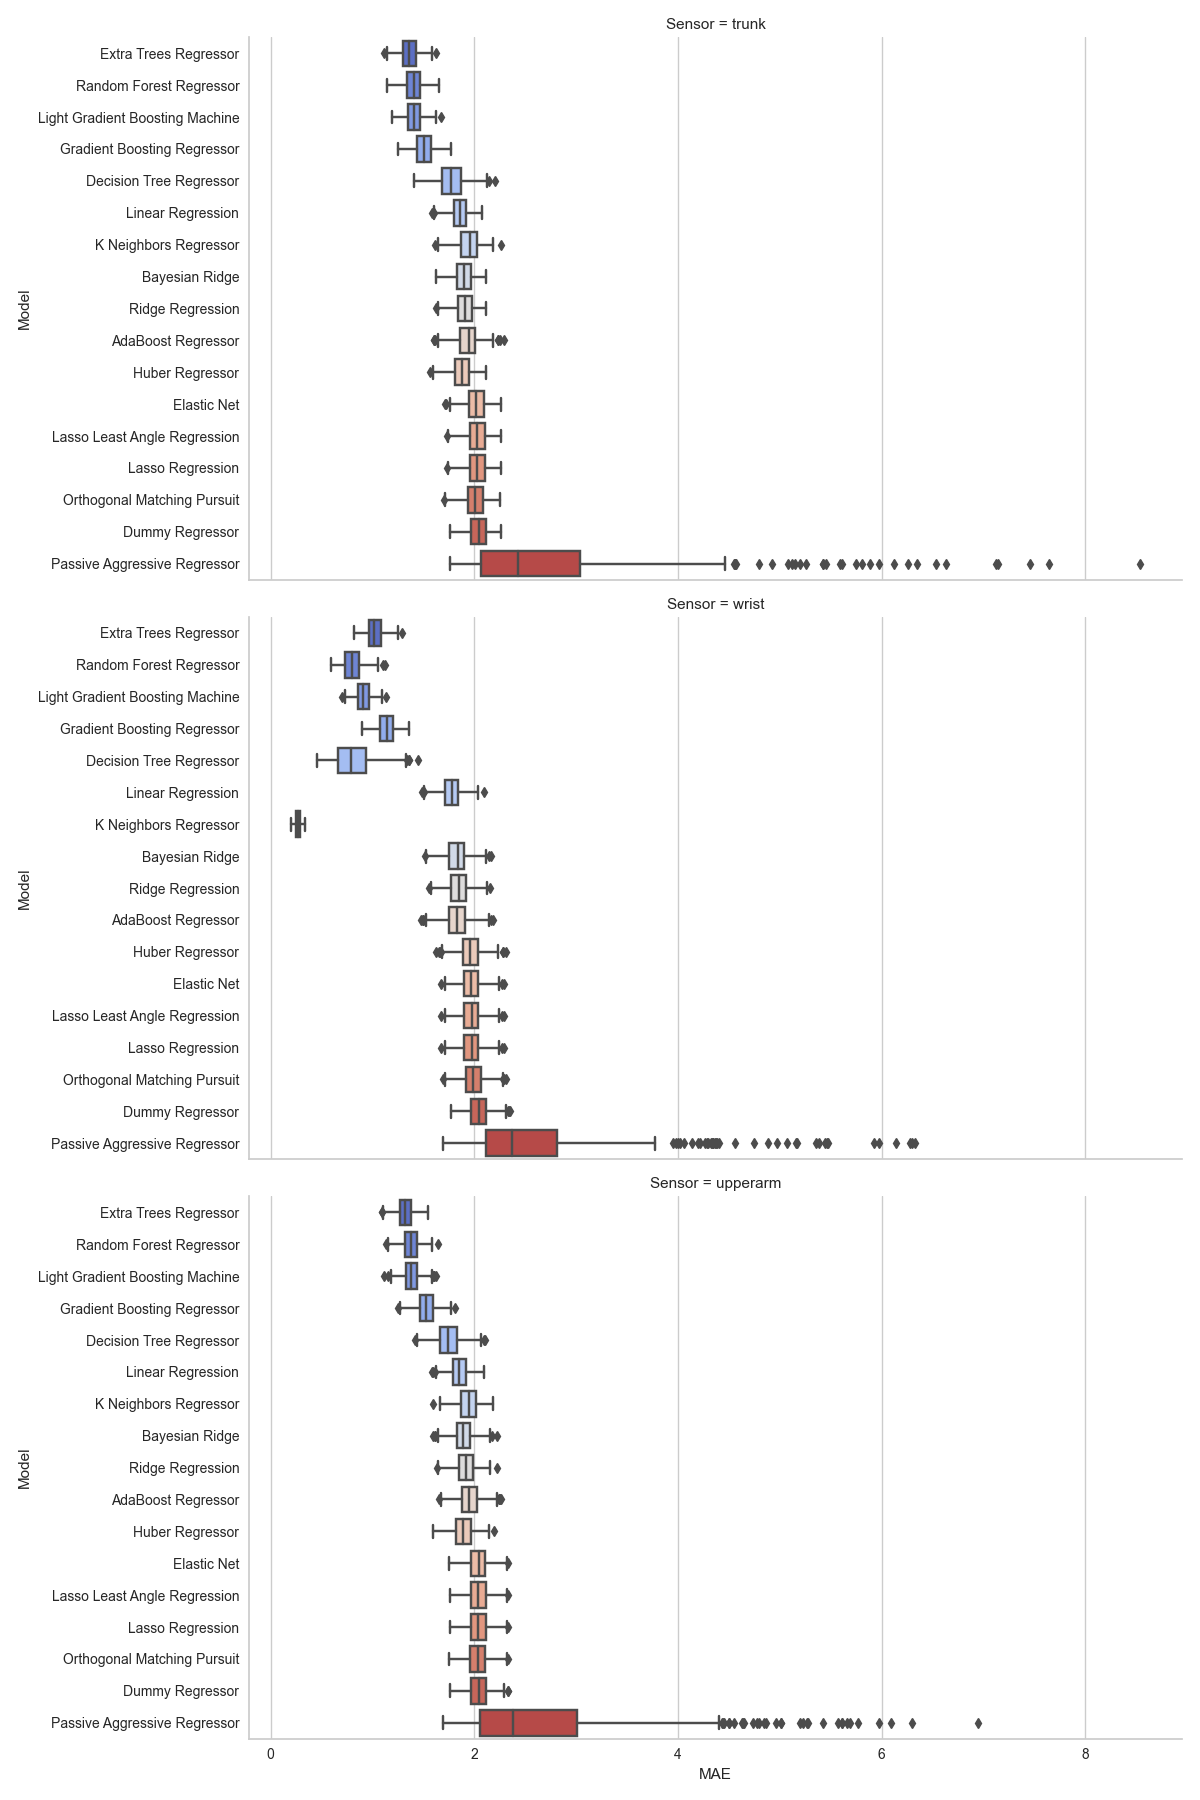 Sensor = trunk
Extra Trees Regressor
Random Forest Regressor
Light Gradient Boosting Machine
Gradient Boosting Regressor
Decision Tree Regressor
Linear Regression
K Neighbors Regressor
Bayesian Ridge
Ridge Regression
AdaBoost Regressor
Huber Regressor
Elastic Net
Lasso Least Angle Regression
Lasso Regression
Orthogonal Matching Pursuit
Dummy Regressor
Passive Aggressive Regressor
Model
Sensor = wrist
Extra Trees Regressor
Random Forest Regressor
Light Gradient Boosting Machine
Gradient Boosting Regressor
Decision Tree Regressor
Linear Regression
K Neighbors Regressor
Bayesian Ridge
Ridge Regression
AdaBoost Regressor
Huber Regressor
Elastic Net
Lasso Least Angle Regression
Lasso Regression
Orthogonal Matching Pursuit
Dummy Regressor
Passive Aggressive Regressor
Model
Sensor = upperarm
Extra Trees Regressor
Random Forest Regressor
Light Gradient Boosting Machine
Gradient Boosting Regressor
Decision Tree Regressor
Linear Regression
K Neighbors Regressor
Bayesian Ridge
Ridge Regression
AdaBoost Regressor
Huber Regressor
Elastic Net
Lasso Least Angle Regression
Lasso Regression
Orthogonal Matching Pursuit
Dummy Regressor
Passive Aggressive Regressor
Model
0 2 4 6 8
MAE